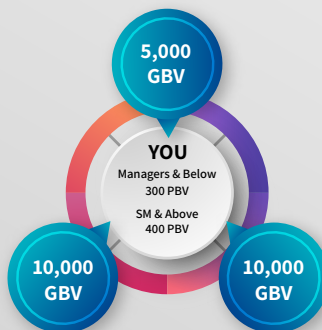 5,000
GBV
YOU
Managers & Below
300 PBV
SM & Above
400 PBV
10,000
GBV
10,000
GBV